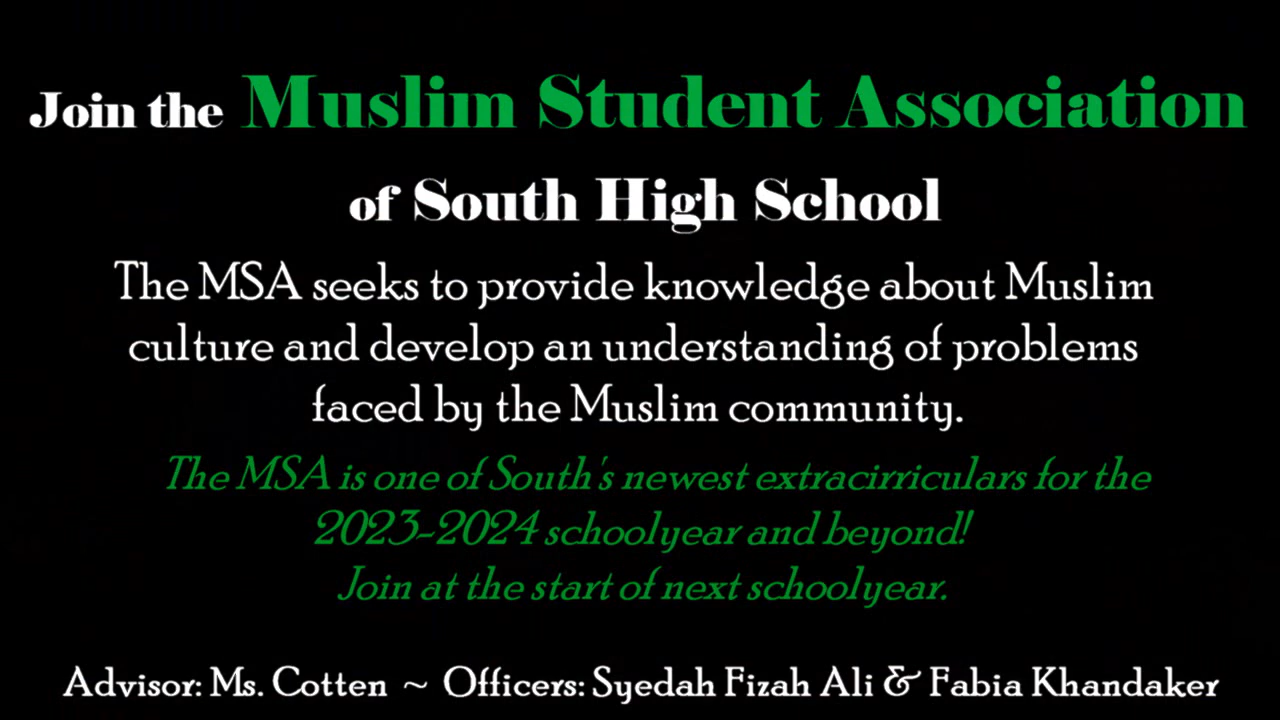 Join the Muslim Student Association
of South High School
The MSA seeks to provide knowledge about Muslim
culture and develop an understanding of problems
faced by the Muslim community.
The MSA is one of South's newest extracirriculars for the
2023-2024 schoolyear and beyond!
Join at the start of next schoolyear.
Advisor: Ms. Cotten ~ Officers: Syedah Fizah Ali & Fabia Khandaker